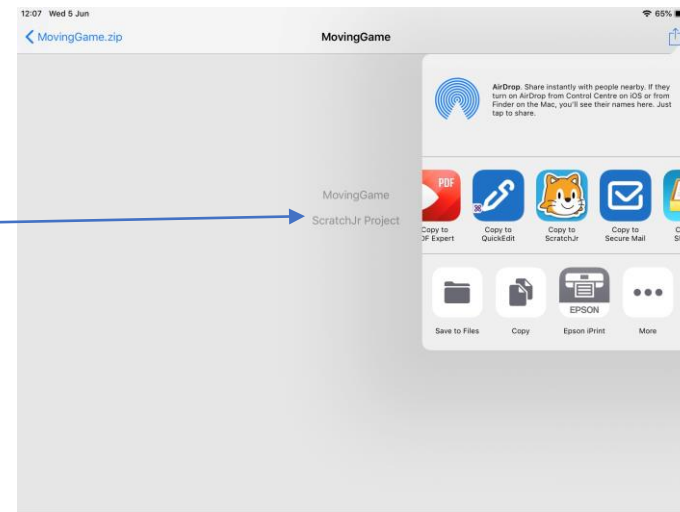 12:07 Wed 5 Jun
65%
MovingGame.zip
MovingGame
AirDrop. Share instantly with people nearby. If they
turn on AirDrop from Control Centre on iOS or from
Finder on the Mac, you'll see their names here. Just
tap to share.
MovingGame
ScratchJr Project
PDF
Copy to
Copy to
QuickEdit
Copy to
ScratchJr
Copy to
Secure Mail
Expert
EPSON
Save to Files
Copy
Epson iPrint
More